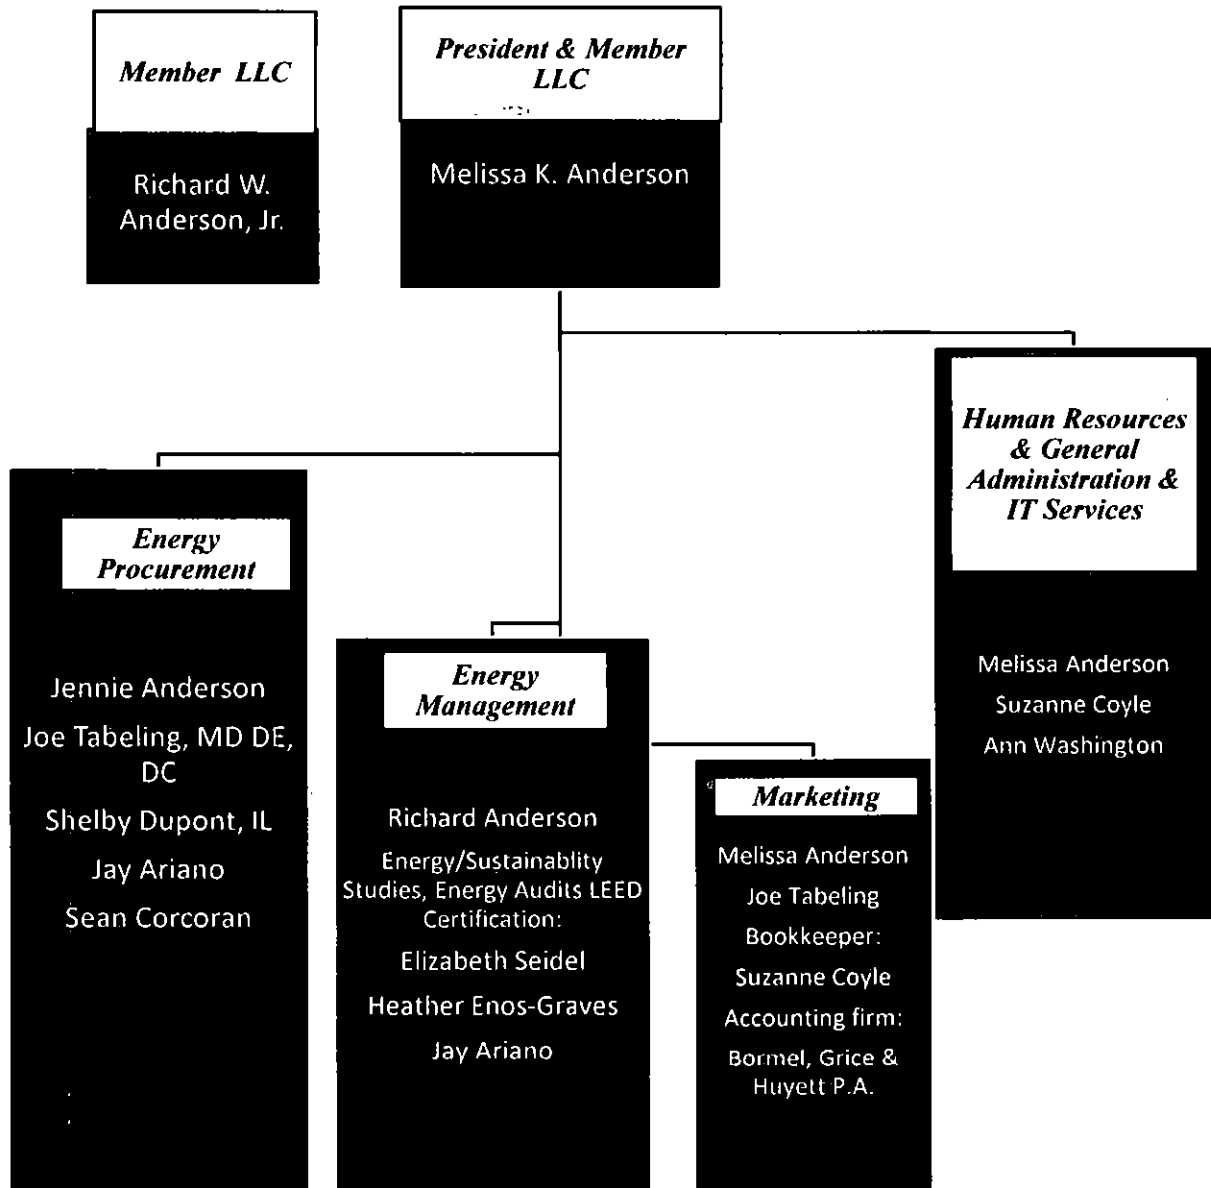 Member LLC
Richard W.
Anderson, Jr.
President & Member
LLC
Melissa K. Anderson
Human Resources
& General
Administration &
IT Services
Melissa Anderson
Suzanne Coyle
Ann Washington
Energy
Procurement
Jennie Anderson
Joe Tabeling, MD DE,
DC
Shelby Dupont, IL
Jay Ariano
Sean Corcoran
Energy
Management
Richard Anderson
Energy/Sustainablity
Studies, Energy Audits LEED
Certification:
Elizabeth Seidel
Heather Enos-Graves
Jay Ariano
Marketing
Melissa Anderson
Joe Tabeling
Bookkeeper:
Suzanne Coyle
Accounting firm:
Bormel, Grice &
Huyett P.A.